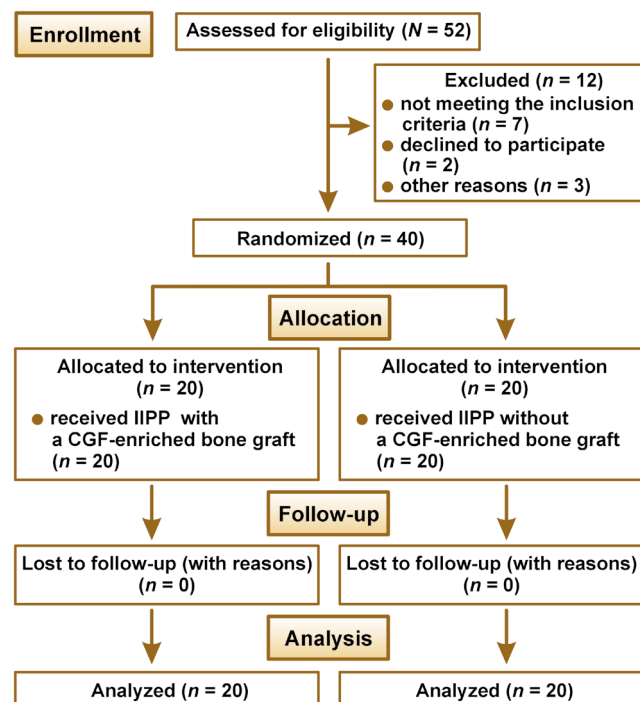 Enrollment
Assessed for eligibility (N = 52)
Excluded (n = 12)
● not meeting the inclusion
criteria (n = 7)
● declined to participate
(n = 2)
● other reasons (n = 3)
Randomized (n = 40)
Allocation
Allocated to intervention
(n = 20)
● received IIPP with
a CGF-enriched bone graft
(n = 20)
Allocated to intervention
(n = 20)
● received IIPP without
a CGF-enriched bone graft
(n = 20)
Follow-up
Lost to follow-up (with reasons)
(n = 0)
Lost to follow-up (with reasons)
(n = 0)
Analysis
Analyzed (n = 20)
Analyzed (n = 20)